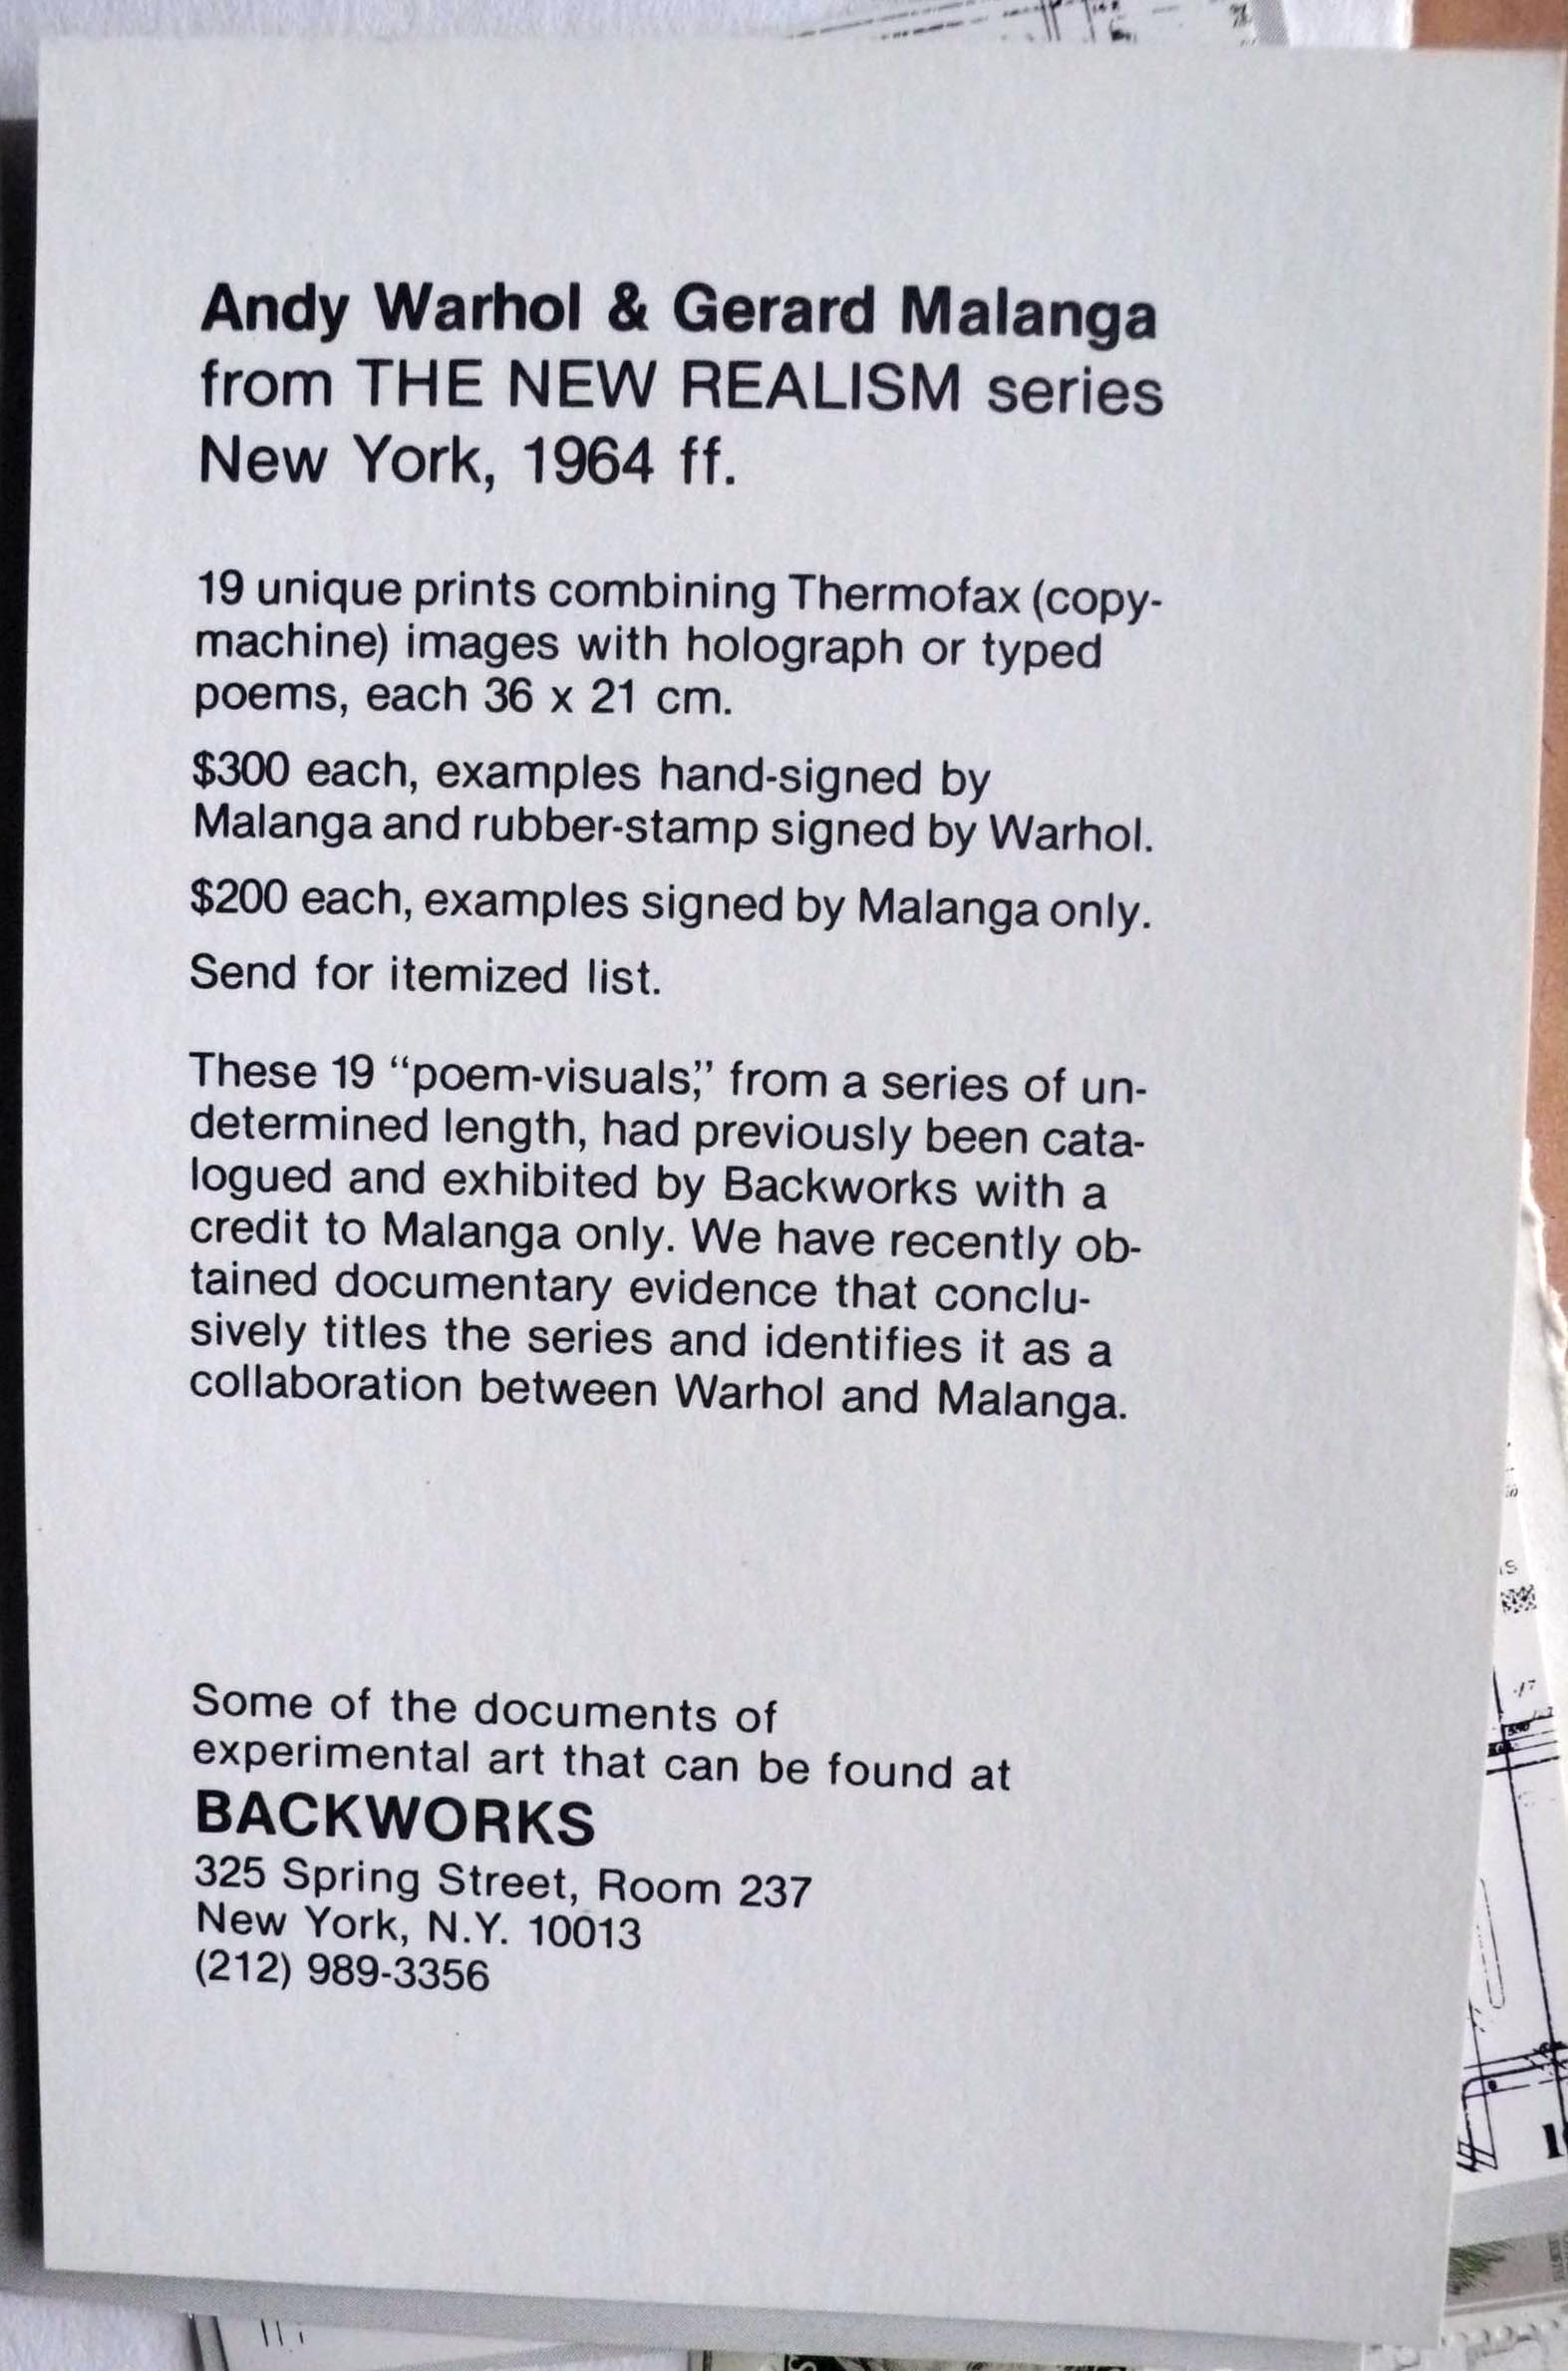 Andy Warhol & Gerard Malanga
from THE NEW REALISM series
New York, 1964 ff.
19 unique prints combining Thermofax (copy-
machine) images with holograph or typed
poems, each 36 x 21 cm.
$300 each, examples hand-signed by
Malanga and rubber-stamp signed by Warhol.
$200 each, examples signed by Malanga only.
Send for itemized list.
These 19 “poem-visuals,” from a series of un-
determined length, had previously been cata-
logued and exhibited by Backworks with a
credit to Malanga only. We have recently ob-
tained documentary evidence that conclu-
sively titles the series and identifies it as a
collaboration between Warhol and Malanga.
Some of the documents of
experimental art that can be found at
BACKWORKS
325 Spring Street, Room 237
New York, N.Y. 10013
(212) 989-3356